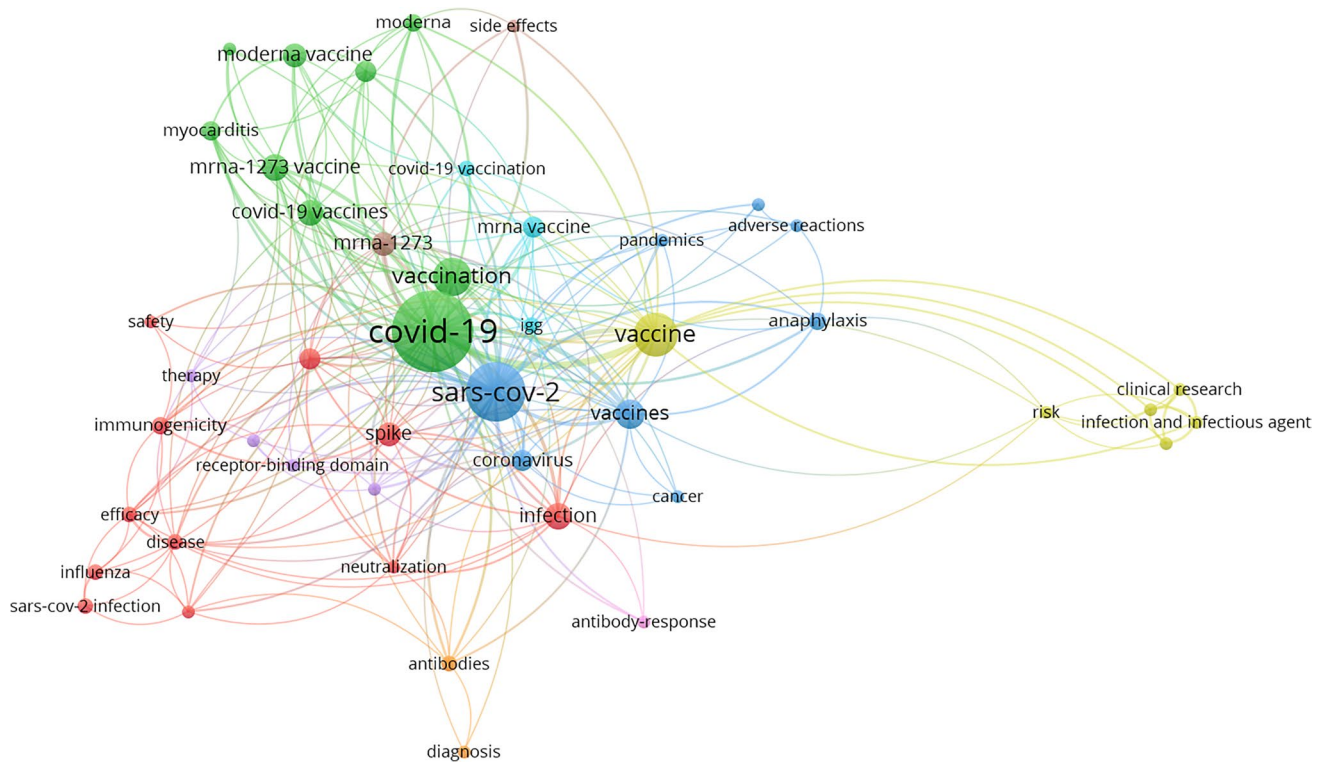 moderna
side effects
moderna vaccine
myocarditis
mrna-1273 vaccine
covid-19 vaccination
covid-19 vaccines
mrna vaccine
adverse reactions
mrna-1273
pandemics
vaccination
safety
covid-19
igg
vaccine
anaphylaxis
therapy
sars-cov-2
clinical research
vaccines
risk
infection and infectious agent
immunogenicity
spike
receptor-binding domain
coronavirus
cancer
efficacy
infection
disease
influenza
neutralization
sars-cov-2 infection
antibody-response
antibodies
diagnosis